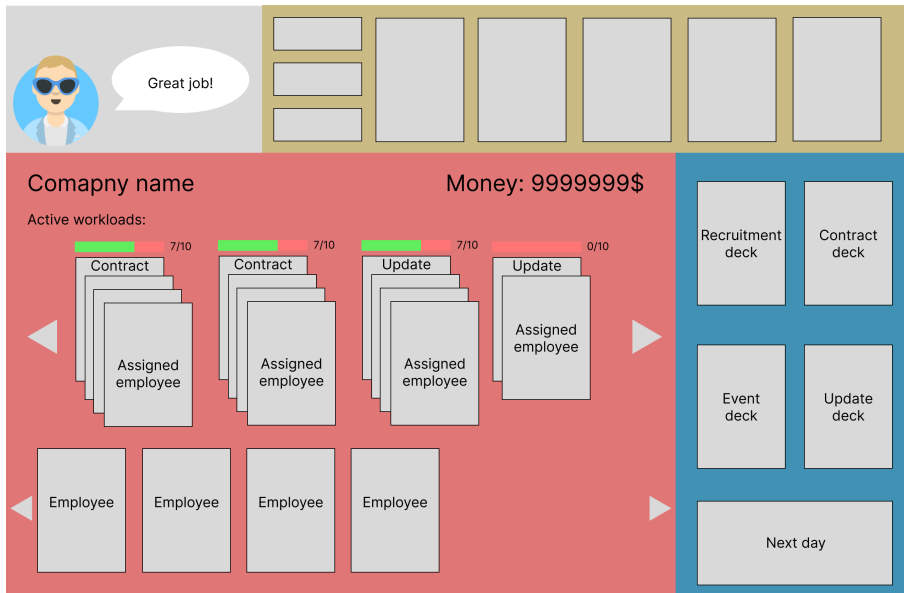 Great job!
Comapny name
Money: 9999999$
Active workloads:
7/10
7/10
7/10
0/10
Contract
Contract
Update
Update
Assigned
employee
Assigned
employee
Assigned
employee
Assigned
employee
Employee
Employee
Employee
Employee
Recruitment
deck
Contract
deck
Event
deck
Update
deck
Next day